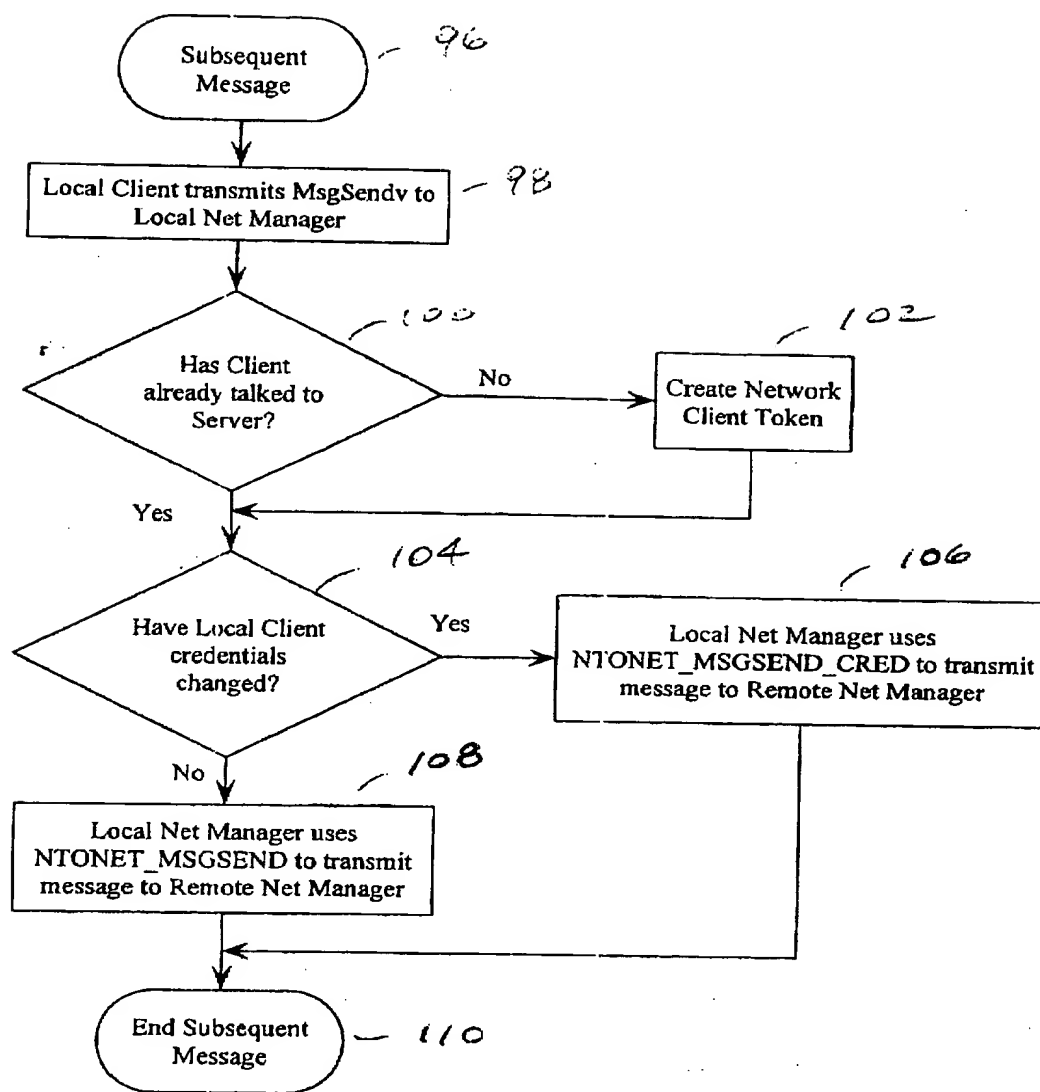 Subsequent
Message
96
Local Client transmits MsgSendv to
Local Net Manager
98
100
Has Client
already talked to
Server?
No
102
Create Network
Client Token
Yes
104
Have Local Client
credentials
changed?
Yes
106
Local Net Manager uses
NTONET_MSGSEND_CRED to transmit
message to Remote Net Manager
No
108
Local Net Manager uses
NTONET_MSGSEND to transmit
message to Remote Net Manager
End Subsequent
Message
110